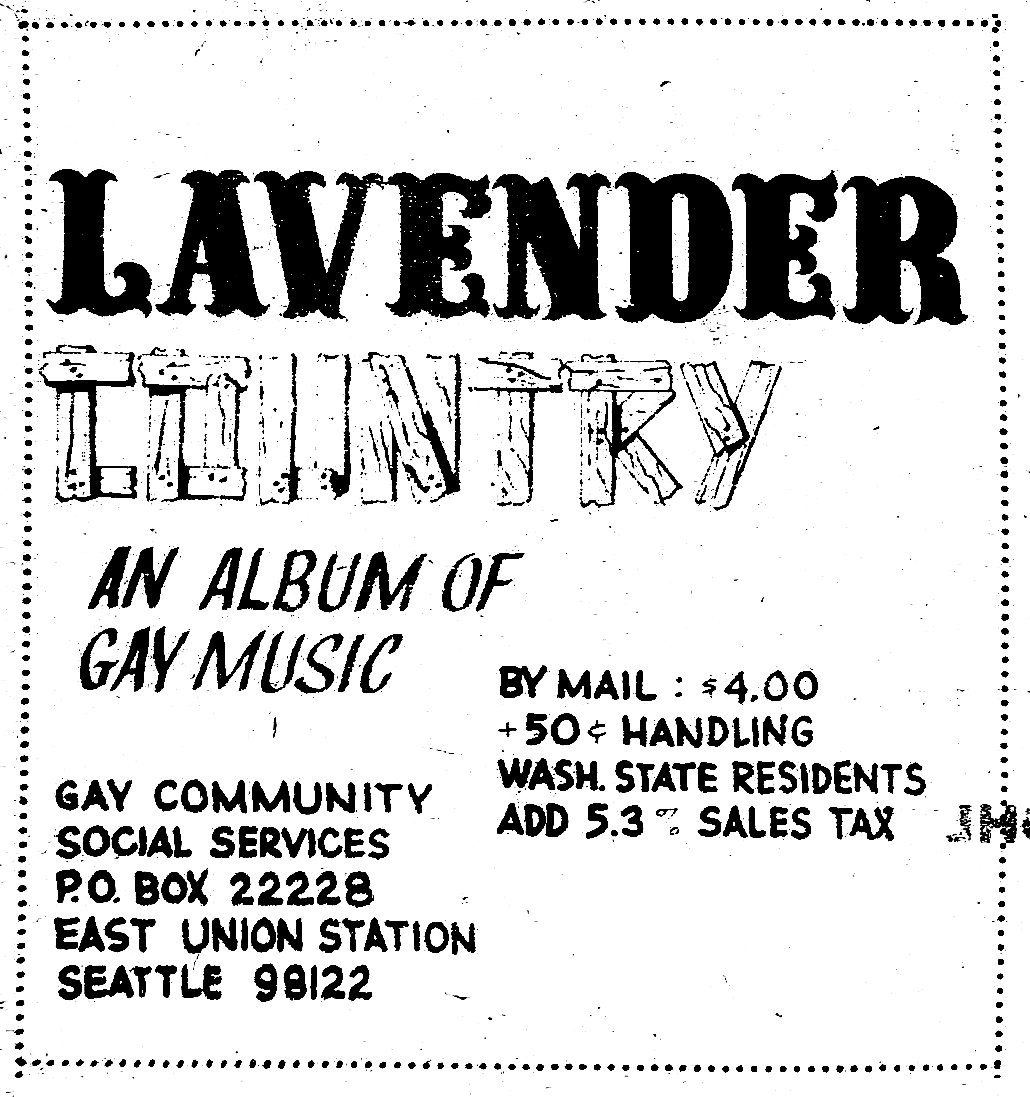 LAVENDER
COUNTRY
AN ALBUM OF
GAY MUSIC
BY MAIL : $4.00
+50¢ HANDLING
WASH. STATE RESIDENTS
ADD 5.3% SALES TAX
GAY COMMUNITY
SOCIAL SERVICES
P.O. BOX 22228
EAST UNION STATION
SEATTLE 98122